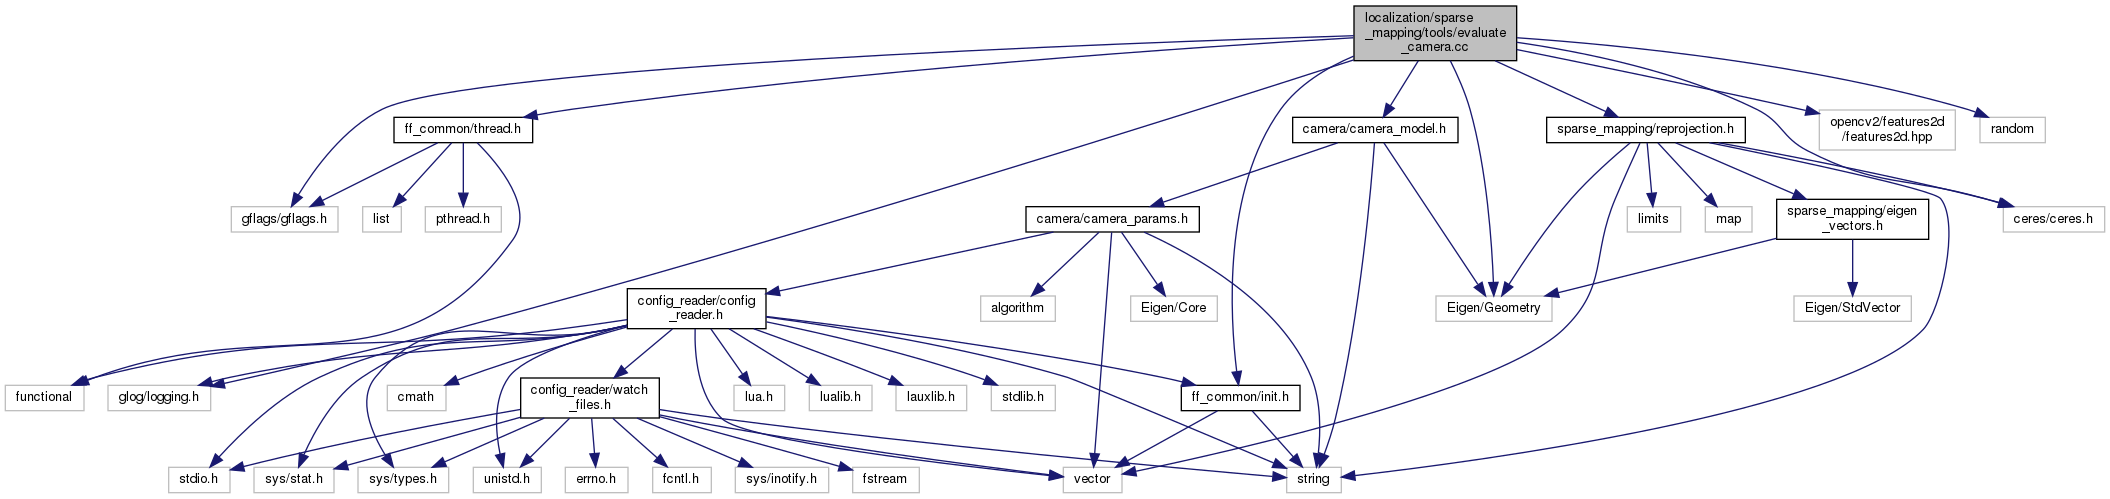 localization/sparse
_mapping/tools/evaluate
_camera.cc
ff_common/thread.h
camera/camera_model.h
sparse_mapping/reprojection.h
opencv2/features2d
/features2d.hpp
random
gflags/gflags.h
list
pthread.h
camera/camera_params.h
limits
map
sparse_mapping/eigen
_vectors.h
ceres/ceres.h
config_reader/config
_reader.h
algorithm
Eigen/Core
Eigen/Geometry
Eigen/StdVector
functional
glog/logging.h
cmath
config_reader/watch
_files.h
lua.h
lualib.h
lauxlib.h
stdlib.h
ff_common/init.h
stdio.h
sys/stat.h
sys/types.h
unistd.h
errno.h
fcntl.h
sys/inotify.h
fstream
vector
string